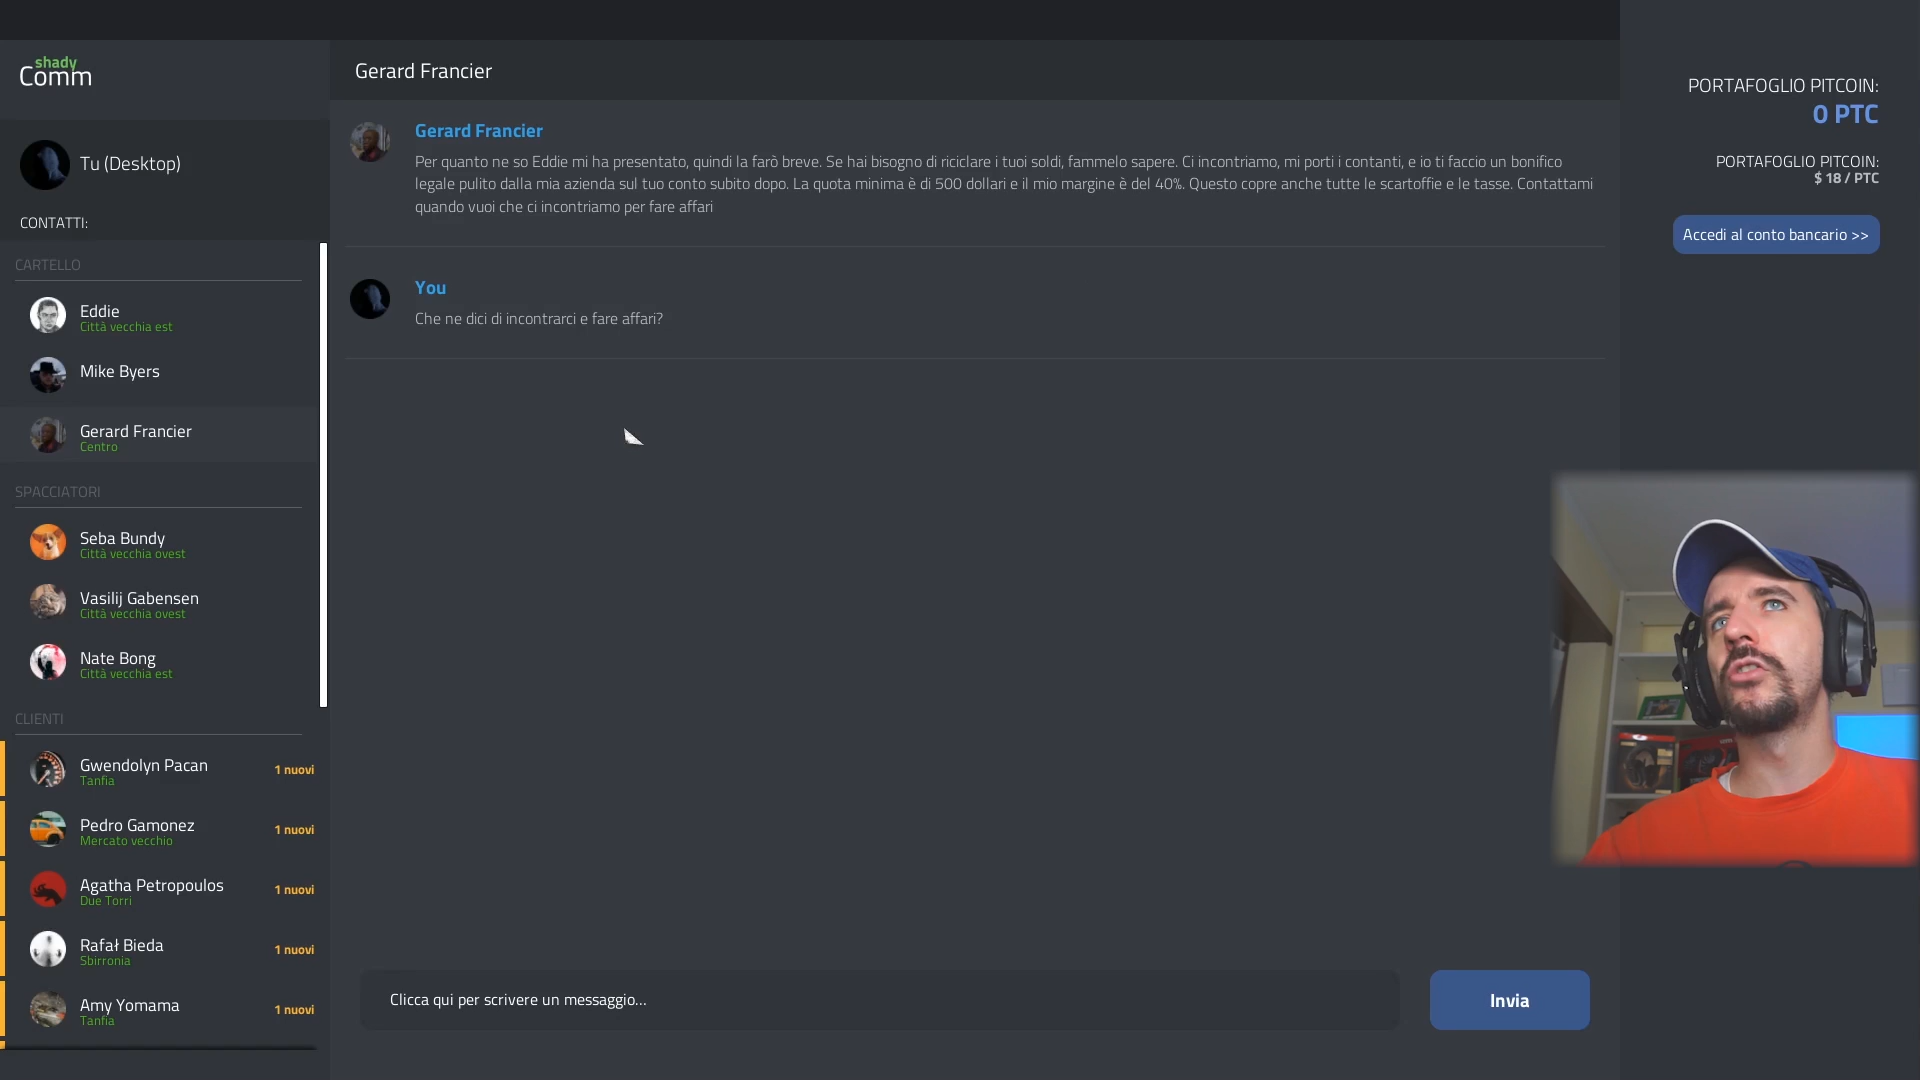 shady
Comm
Tu (Desktop)
CONTATTI:
CARTELLO
Eddie
Città vecchia est
Mike Byers
Gerard Francier
Centro
SPACCIATORI
Seba Bundy
Città vecchia ovest
Vasilij Gabensen
Città vecchia ovest
Nate Bong
Città vecchia est
CLIENTI
Gwendolyn Pacan
1 nuovi
Tanfia
Pedro Gamonez
1 nuovi
Mercato vecchio
Agatha Petropoulos
1 nuovi
Due Torri
Rafał Bieda
1 nuovi
Sbirronia
Amy Yomama
1 nuovi
Tanfia
Gerard Francier
Gerard Francier
Per quanto ne so Eddie mi ha presentato, quindi la farò breve. Se hai bisogno di riciclare i tuoi soldi, fammelo sapere. Ci incontriamo, mi porti i contanti, e io ti faccio un bonifico
legale pulito dalla mia azienda sul tuo conto subito dopo. La quota minima è di 500 dollari e il mio margine è del 40%. Questo copre anche tutte le scartoffie e le tasse. Contattami
quando vuoi che ci incontriamo per fare affari
You
Che ne dici di incontrarci e fare affari?
Clicca qui per scrivere un messaggio...
Invia
PORTAFOGLIO PITCOIN:
0 PTC
PORTAFOGLIO PITCOIN:
$ 18 / PTC
Accedi al conto bancario >>